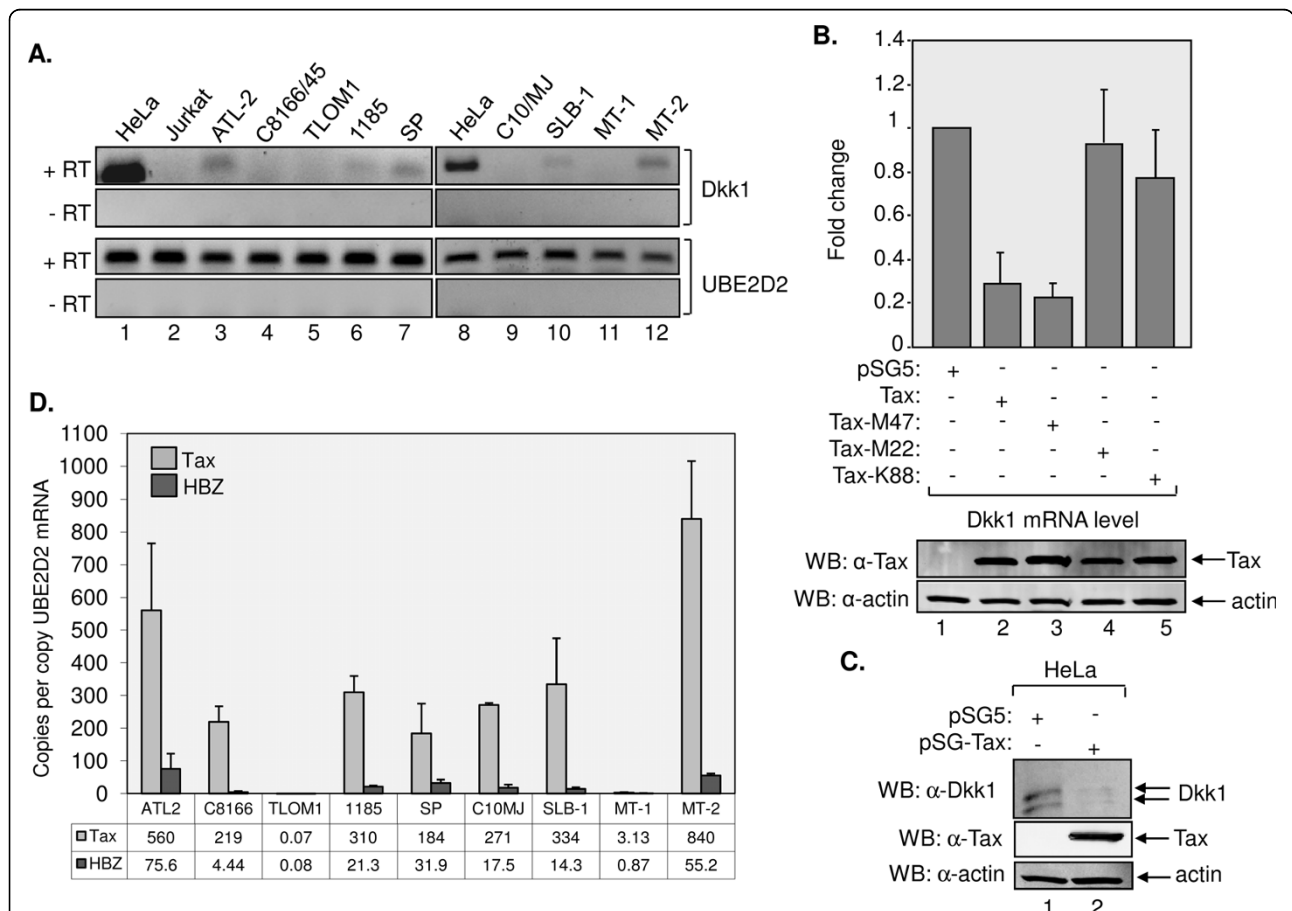 A.
HeLa Jurkat ATL-2 C8166/45 TLOM1 1185 SP HeLa C10/MJ SLB-1 MT-1 MT-2
+ RT
- RT
Dkk1
+ RT
- RT
UBE2D2
1 2 3 4 5 6 7 8 9 10 11 12
B.
Fold change
1.4
1.2
1
0.8
0.6
0.4
0.2
0
pSG5: + - - - -
Tax: - + - - -
Tax-M47: - - + - -
Tax-M22: - - - + -
Tax-K88: - - - - +
Dkk1 mRNA level
WB: α-Tax Tax
WB: α-actin actin
1 2 3 4 5
C.
HeLa
pSG5: + -
pSG-Tax: - +
WB: α-Dkk1 Dkk1
WB: α-Tax Tax
WB: α-actin actin
1 2
D.
Copies per copy UBE2D2 mRNA
1100
1000
900
800
700
600
500
400
300
200
100
0
Tax
HBZ
ATL2 C8166 TLOM1 1185 SP C10MJ SLB-1 MT-1 MT-2
Tax 560 219 0.07 310 184 271 334 3.13 840
HBZ 75.6 4.44 0.08 21.3 31.9 17.5 14.3 0.87 55.2